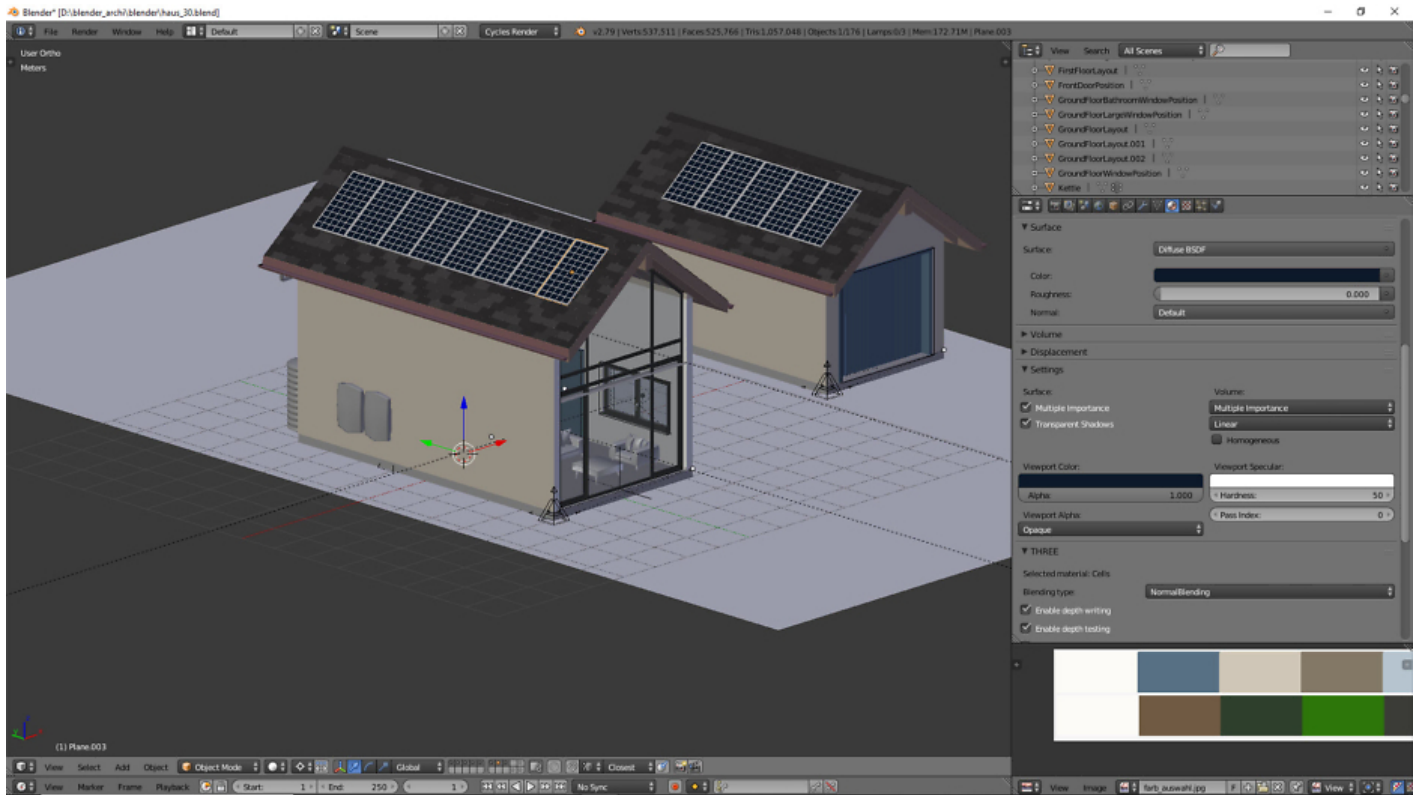 Blender* [D:\blender_archi\blender\haus_30.blend]
File Render Window Help Default Scene Cycles Render v2.79 | Verts:537,511 | Faces:525,766 | Tris:1,057,048 | Objects:1/176 | Lamps:0/3 | Mem:172.71M | Plane.003
User Ortho
Meters
(1) Plane.003
View Select Add Object Object Mode Global Closest
View Marker Frame Playback Start: 1 End: 250 1 No Sync
View Search All Scenes
FirstFloorLayout
FrontDoorPosition
GroundFloorBathroomWindowPosition
GroundFloorLargeWindowPosition
GroundFloorLayout
GroundFloorLayout.001
GroundFloorLayout.002
GroundFloorWindowPosition
Kettle
Surface
Surface: Diffuse BSDF
Color:
Roughness: 0.000
Normal: Default
Volume
Displacement
Settings
Surface: Volume:
Multiple Importance Multiple Importance
Transparent Shadows Linear
Homogeneous
Viewport Color: Viewport Specular:
Alpha: 1.000 Hardness: 50
Viewport Alpha: Pass Index: 0
Opaque
THREE
Selected material: Cells
Blending type: NormalBlending
Enable depth writing
Enable depth testing
View Image farb_auswahl.jpg F View